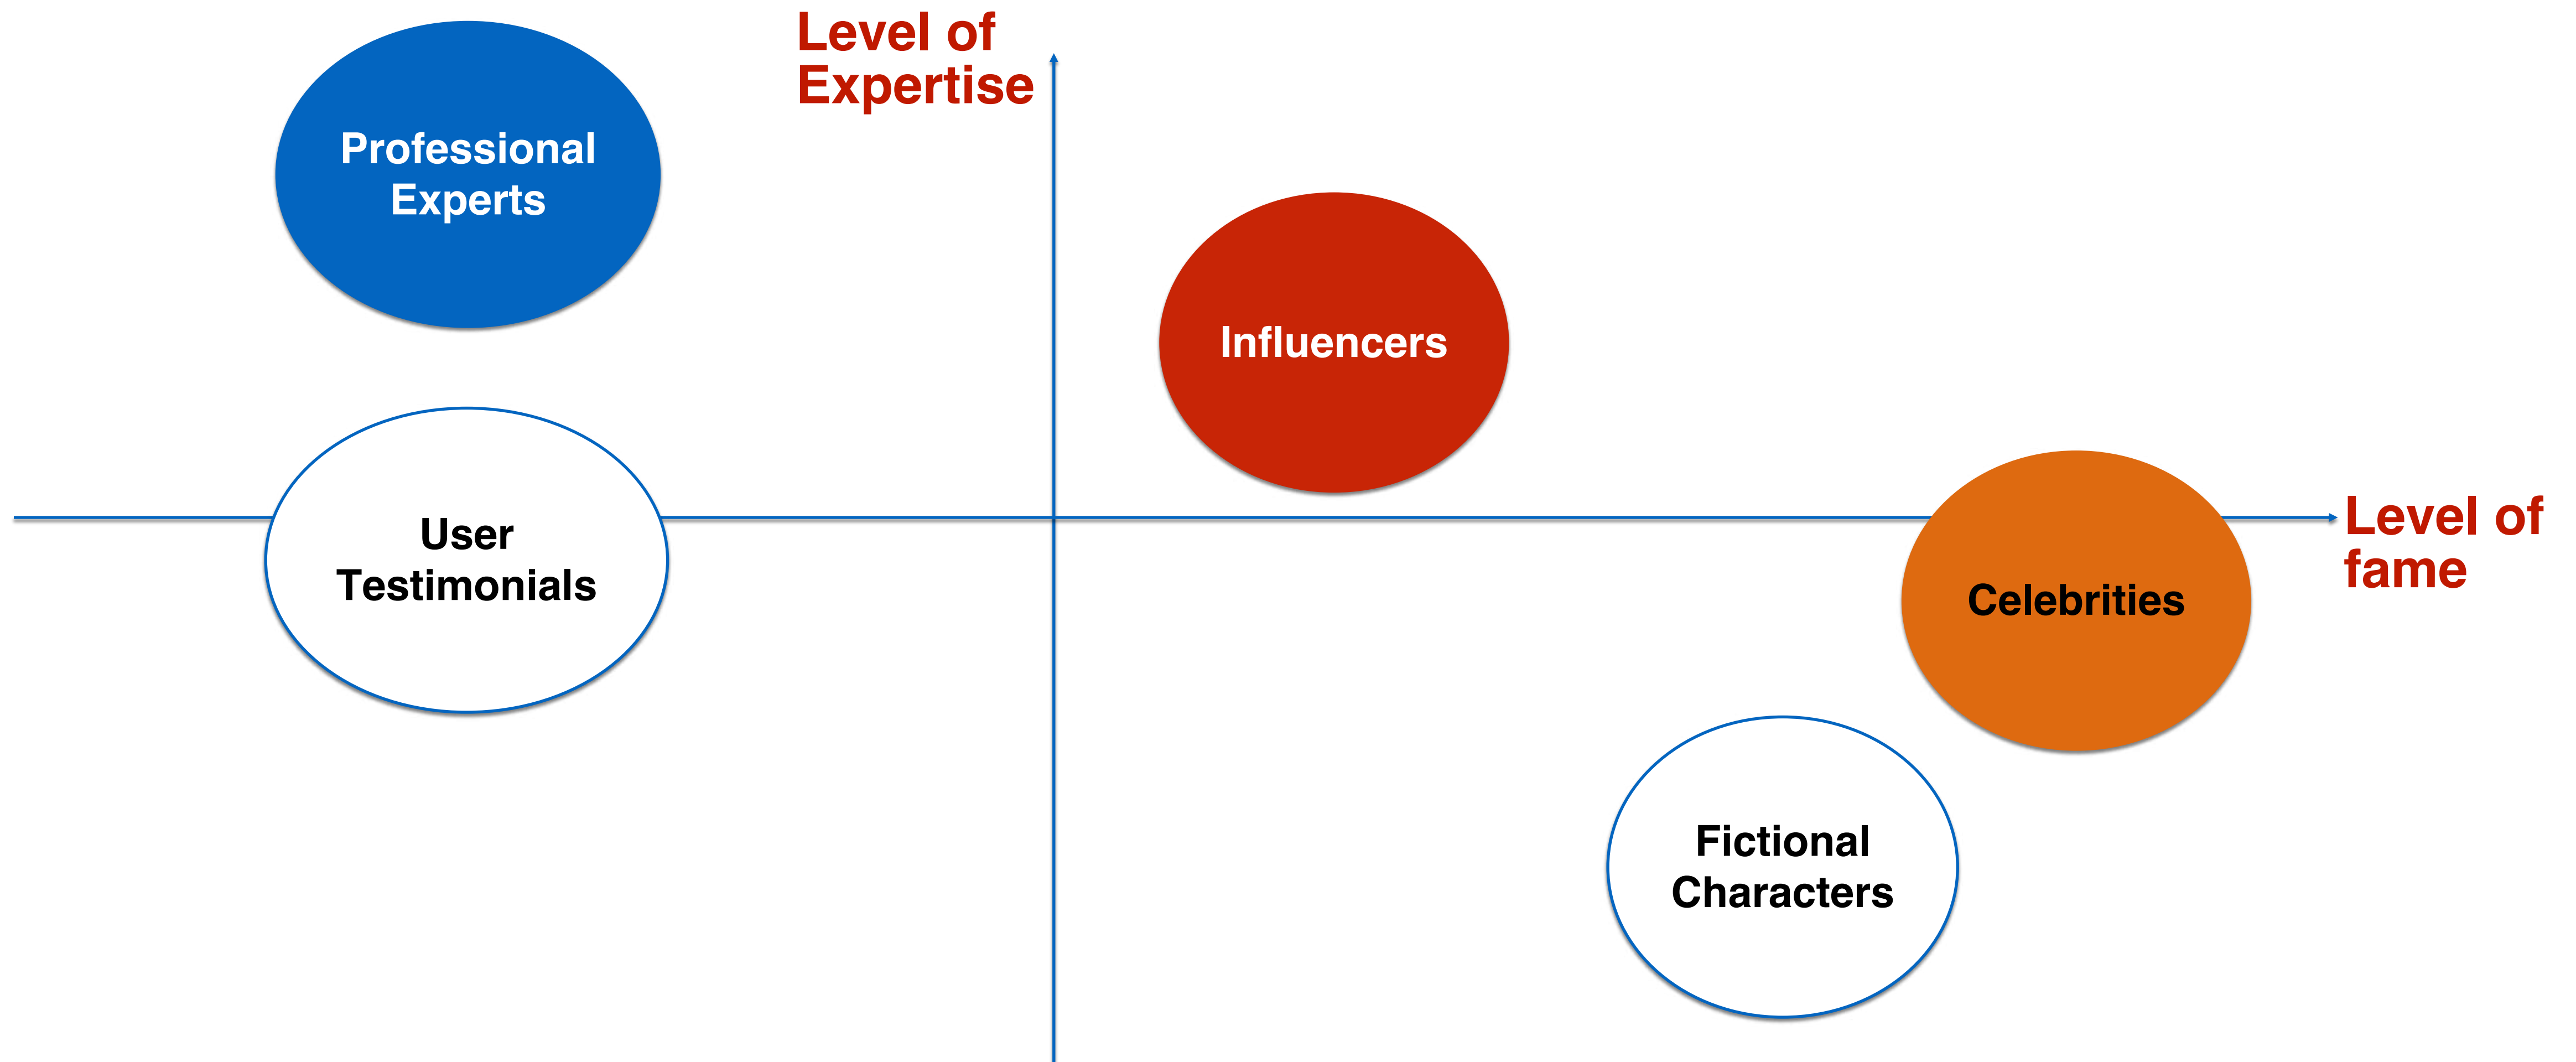 Level of
Expertise
Professional
Experts
Influencers
User
Testimonials
Level of
fame
Celebrities
Fictional
Characters